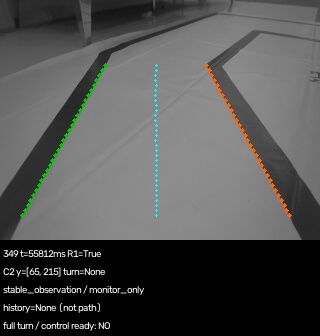 349 t=55812ms R1=True
C2 y=[65, 215] turn=None
stable_observation / monitor_only
history=None (not path)
full turn / control ready: NO